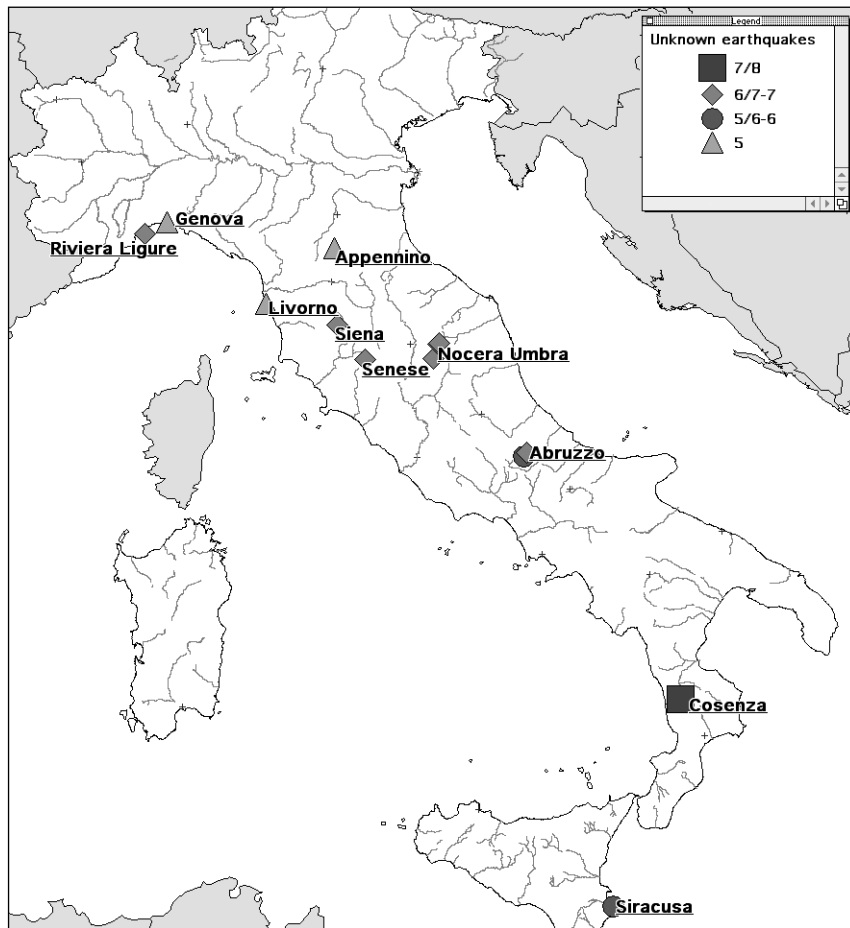 Legend
Unknown earthquakes
7/8
6/7-7
5/6-6
5
Genova
Riviera Ligure
Appennino
Livorno
Siena
Nocera Umbra
Senese
Abruzzo
Cosenza
Siracusa